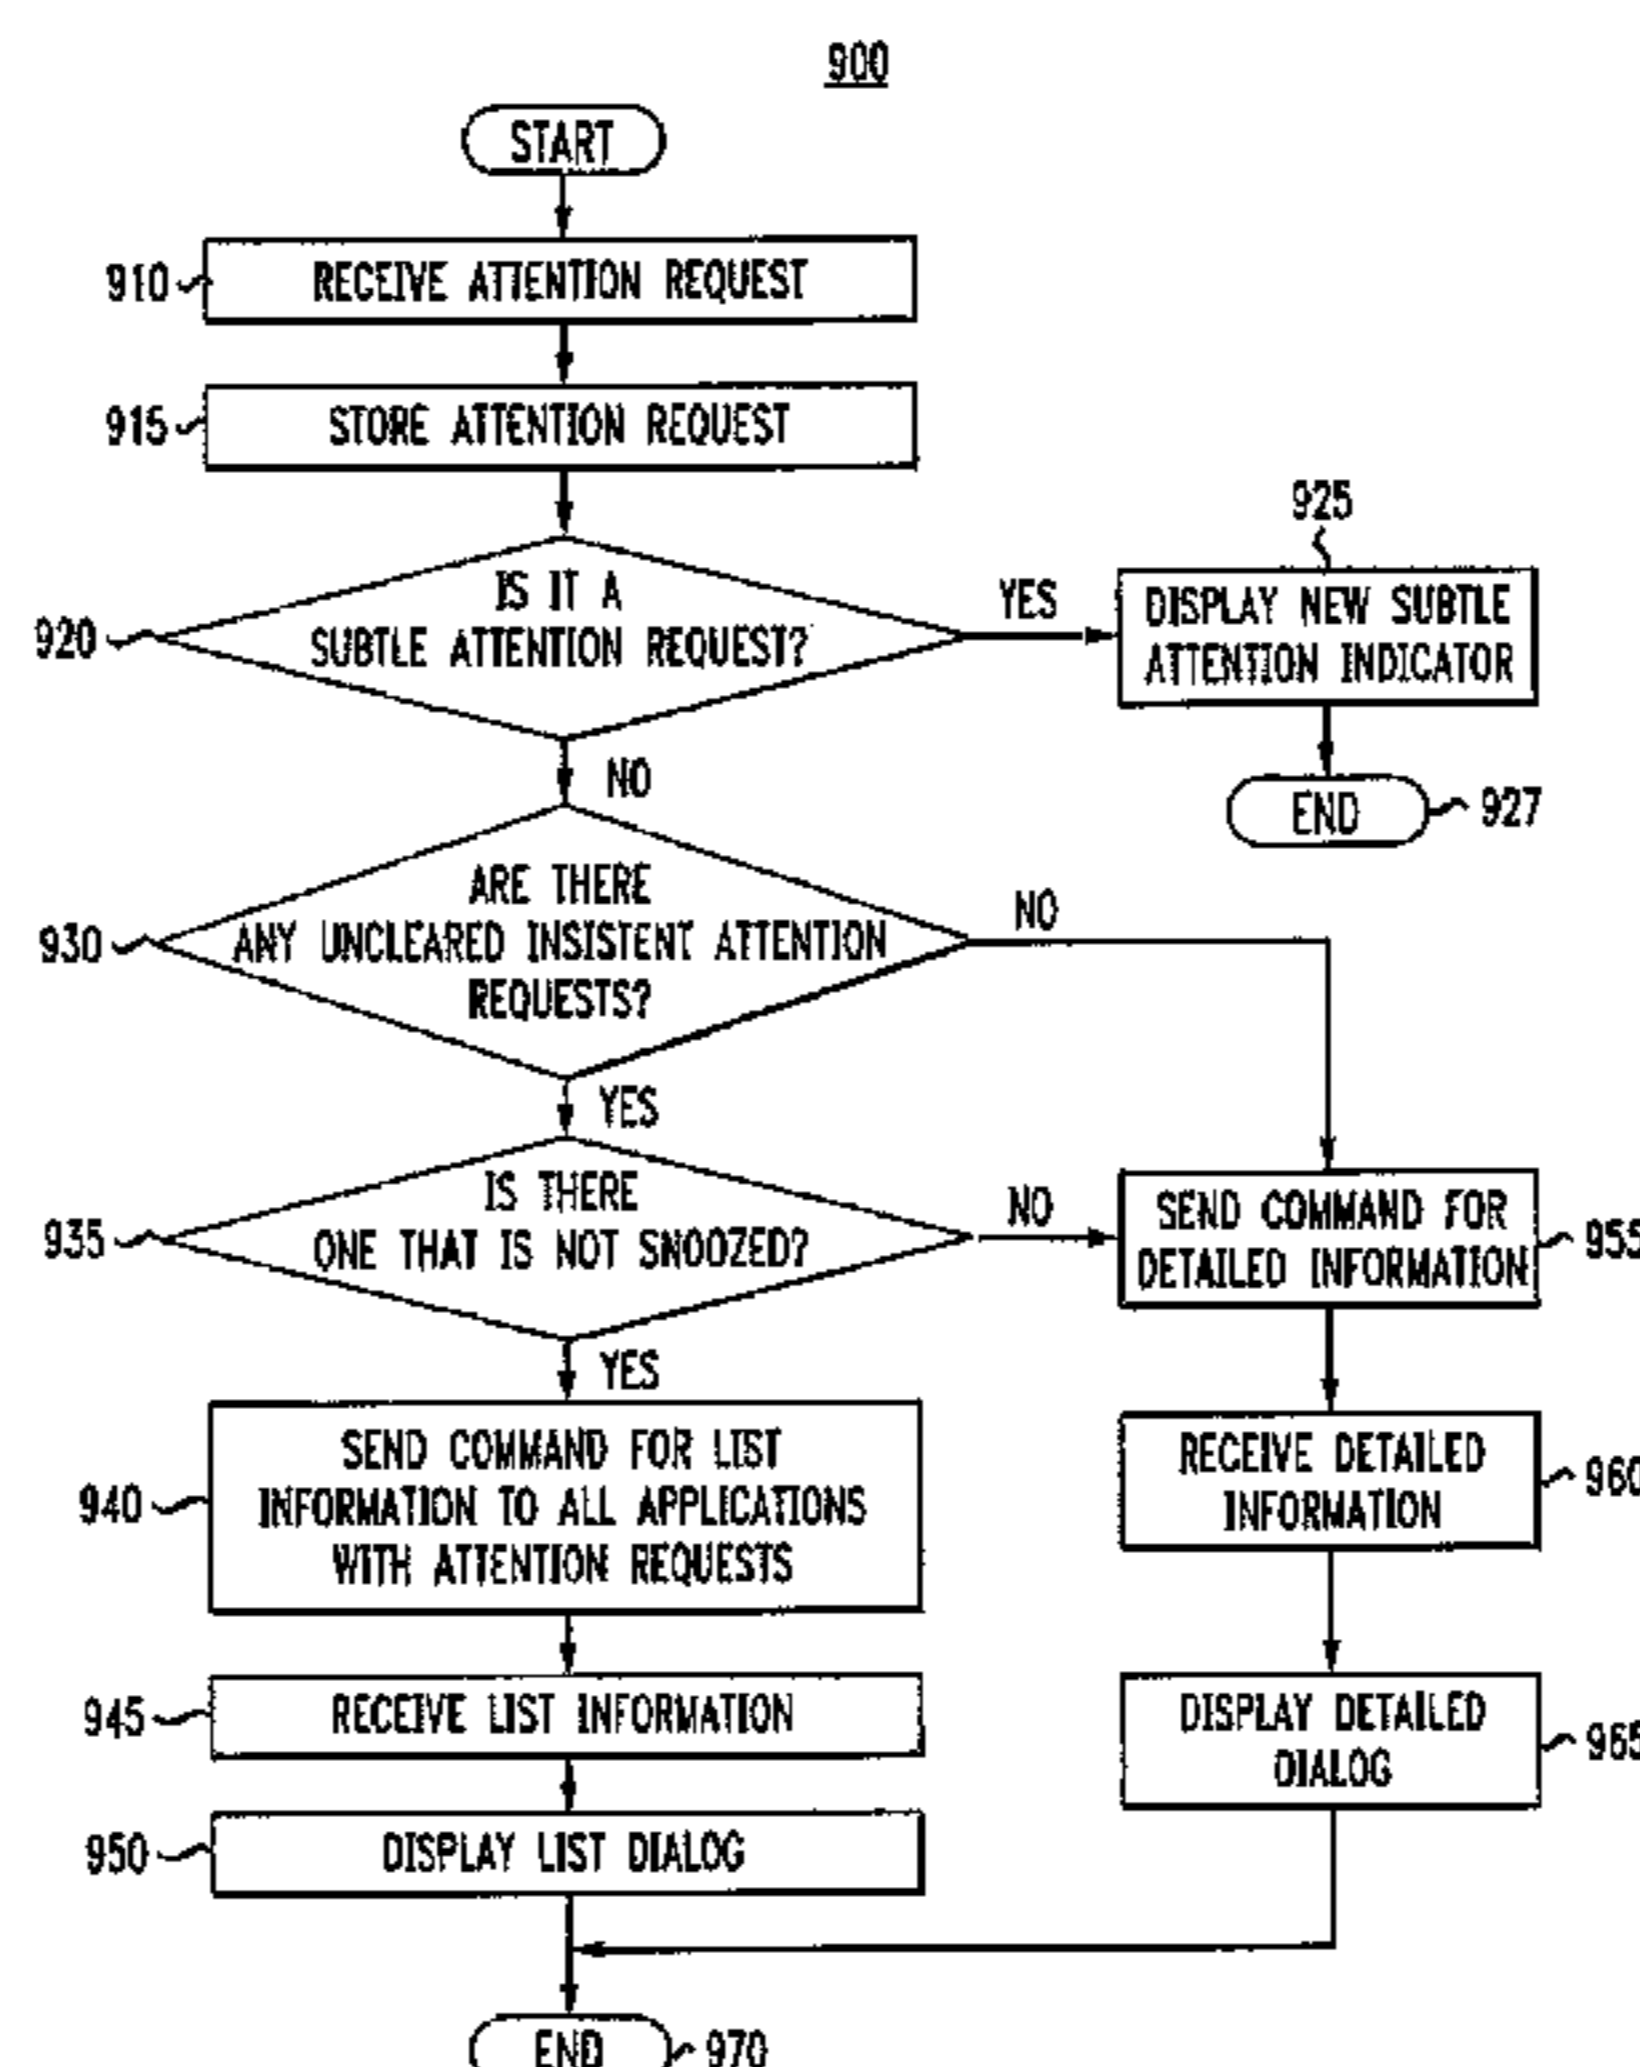 900
START
910
RECEIVE ATTENTION REQUEST
915
STORE ATTENTION REQUEST
920
IS IT A
SUBTLE ATTENTION REQUEST?
YES
925
DISPLAY NEW SUBTLE
ATTENTION INDICATOR
END
927
NO
930
ARE THERE
ANY UNCLEARED INSISTENT ATTENTION
REQUESTS?
NO
YES
935
IS THERE
ONE THAT IS NOT SNOOZED?
NO
SEND COMMAND FOR
DETAILED INFORMATION
955
YES
940
SEND COMMAND FOR LIST
INFORMATION TO ALL APPLICATIONS
WITH ATTENTION REQUESTS
RECEIVE DETAILED
INFORMATION
960
945
RECEIVE LIST INFORMATION
DISPLAY DETAILED
DIALOG
965
950
DISPLAY LIST DIALOG
END
970